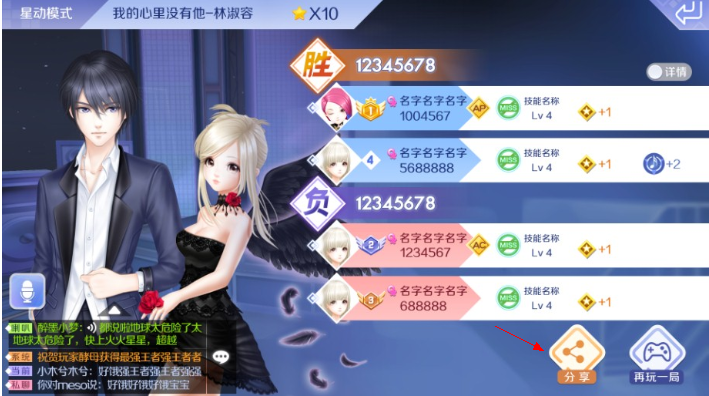 星动模式
我的心里没有他-林淑容
X10
胜 12345678
详情
1 名字名字名字
1004567
AP
MISS
技能名称
Lv 4
+1
4 名字名字名字
5688888
MISS
技能名称
Lv 4
+1
+2
负 12345678
2 名字名字名字
1234567
AC
MISS
技能名称
Lv 4
+1
3 名字名字名字
688888
MISS
技能名称
Lv 4
+1
喇叭 醉墨小梦： 都说啦地球太危险了太
地球太危险了，快上火火星星，超越
系统 祝贺玩家酵母获得最强王者强王者者
当前 小木兮木兮：好饿强王者强王者强强
私聊 你对meso说：好饿好饿好饿宝宝
分享
再玩一局